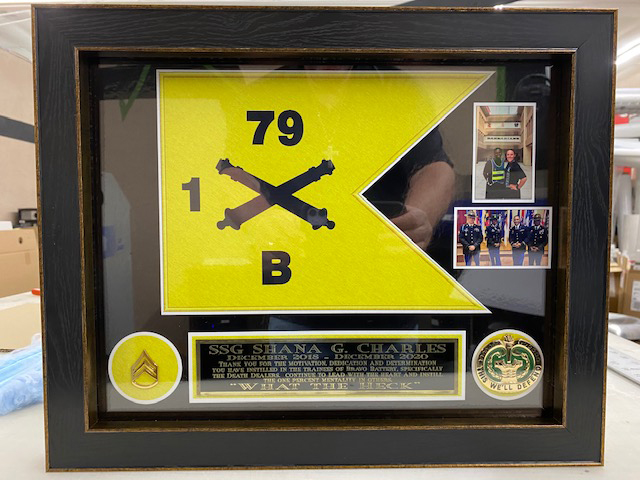 79
1
B
SSG SHANA G. CHARLES
DECEMBER 2018 - DECEMBER 2020
THANK YOU FOR THE MOTIVATION, DEDICATION AND DETERMINATION
YOU HAVE INSTILLED IN THE TRAINEES OF BRAVO BATTERY, SPECIFICALLY
THE DEATH DEALERS. CONTINUE TO LEAD WITH THE HEART AND INSTILL
THE ONE PERCENT MENTALITY IN OTHERS.
"WHAT THE HECK"
THIS WE'LL DEFEND